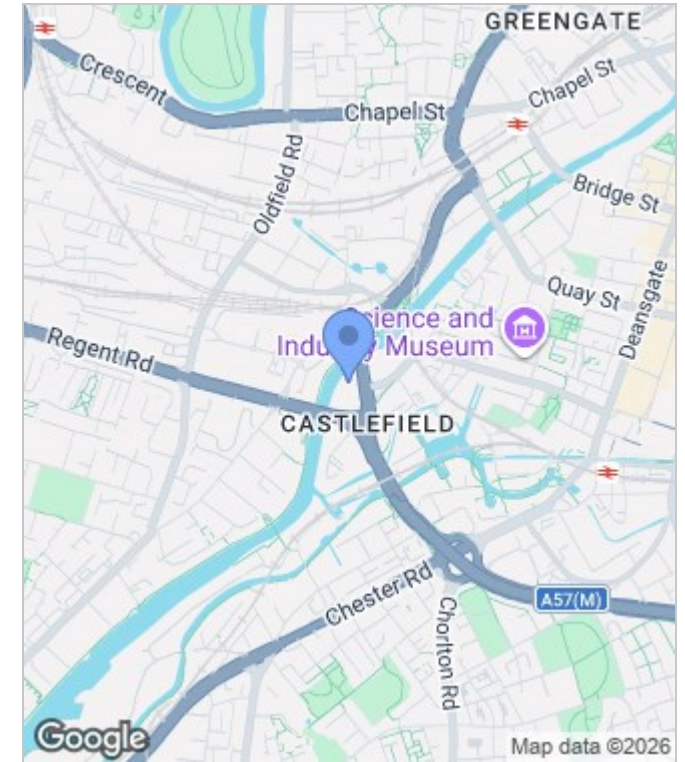 GREENGATE
Crescent
Chapel St
Chapel St
Oldfield Rd
Bridge St
Quay St
Deansgate
Science and
Industry Museum
Regent Rd
CASTLEFIELD
Chester Rd
A57(M)
Chorlton Rd
Google
Map data ©2026